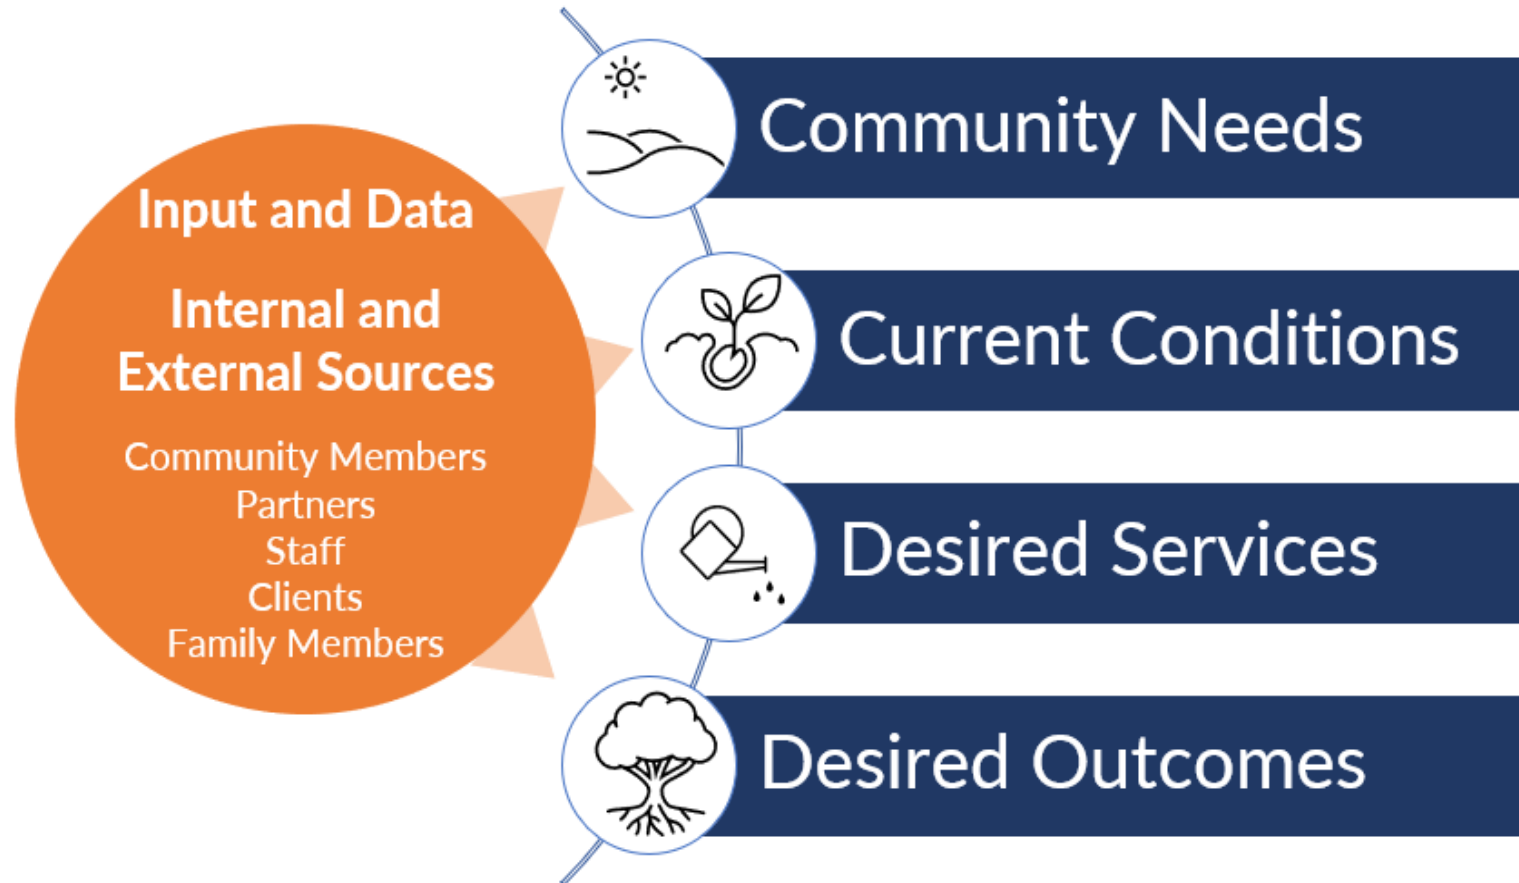 Input and Data
Internal and
External Sources
Community Members
Partners
Staff
Clients
Family Members
Community Needs
Current Conditions
Desired Services
Desired Outcomes